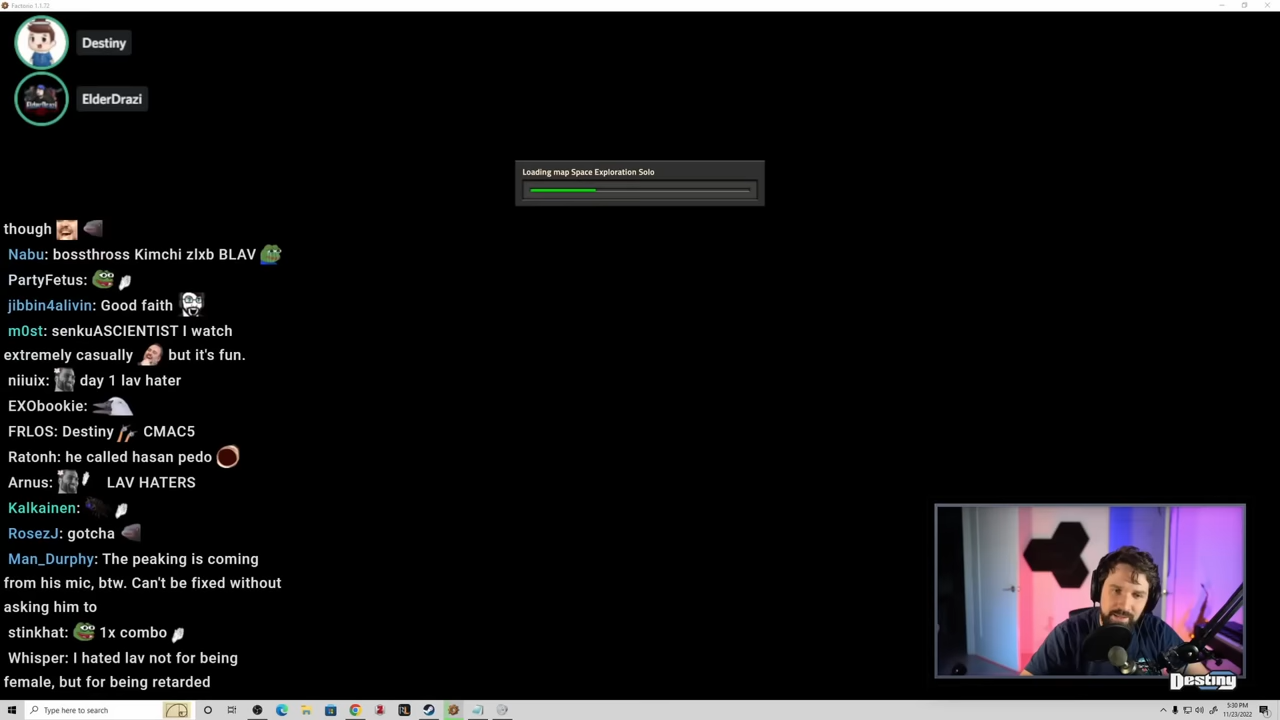 Factorio 1.1.72
Destiny
ElderDrazi
Loading map Space Exploration Solo
though
Nabu: bossthross Kimchi zlxb BLAV
PartyFetus:
jibbin4alivin: Good faith
m0st: senkuASCIENTIST I watch
extremely casually but it's fun.
niiuix: day 1 lav hater
EXObookie:
FRLOS: Destiny CMAC5
Ratonh: he called hasan pedo
Arnus: LAV HATERS
Kalkainen:
RosezJ: gotcha
Man_Durphy: The peaking is coming
from his mic, btw. Can't be fixed without
asking him to
stinkhat: 1x combo
Whisper: I hated lav not for being
female, but for being retarded
Destiny
Type here to search
5:30 PM
11/23/2022